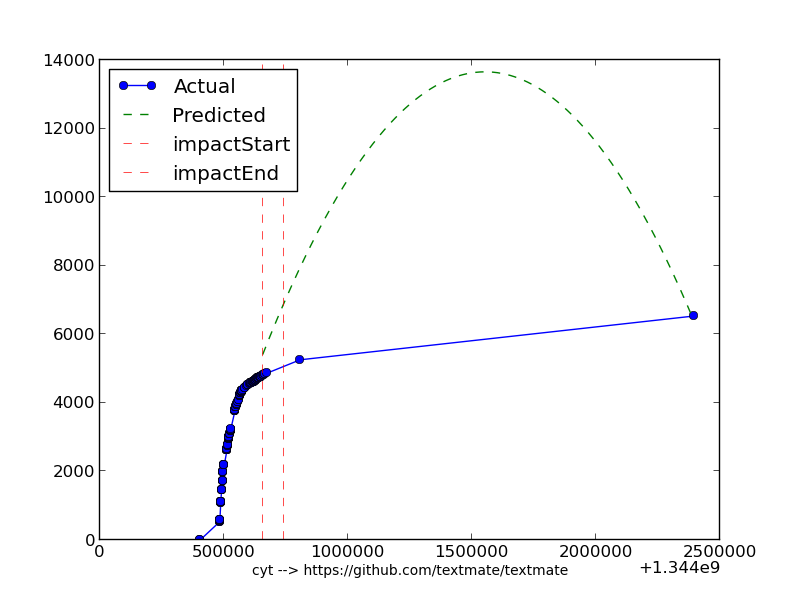 14000
12000
10000
8000
6000
4000
2000
0
Actual
Predicted
impactStart
impactEnd
0 500000 1000000 1500000 2000000 2500000
+1.344e9
cyt --> https://github.com/textmate/textmate